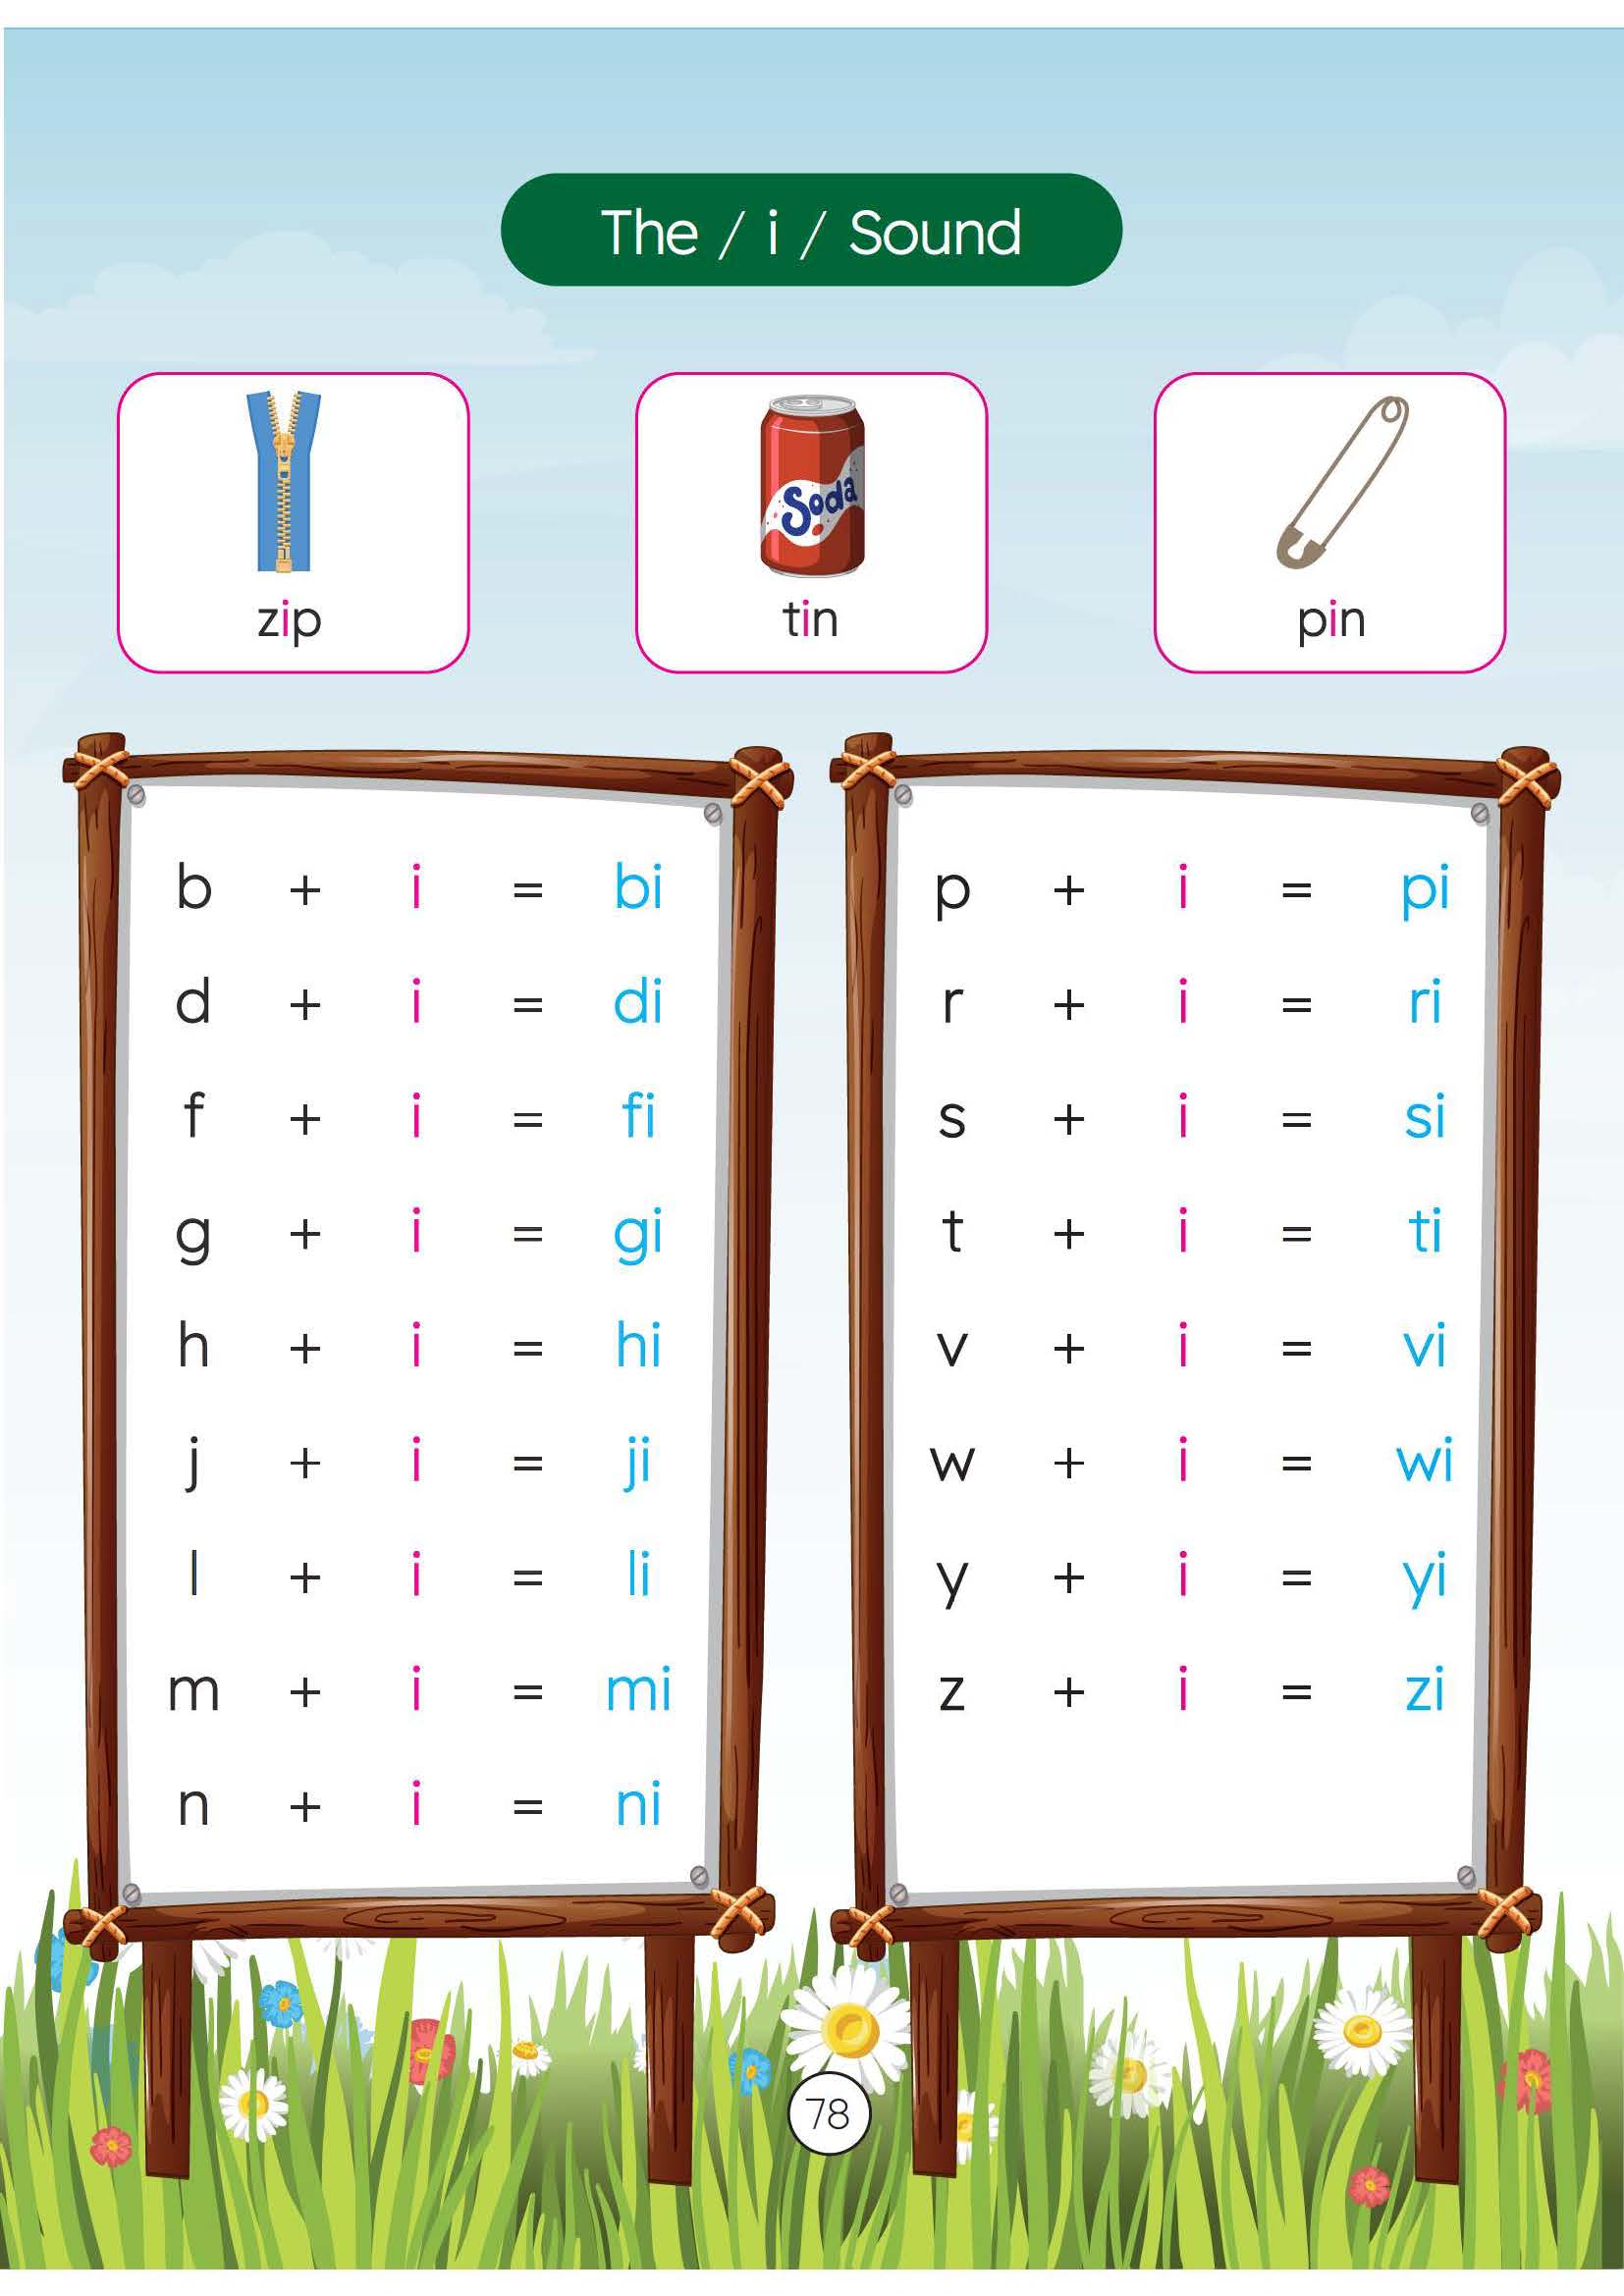 The / i / Sound
Soda
zip
tin
pin
b + i = bi
d + i = di
f + i = fi
g + i = gi
h + i = hi
j + i = ji
l + i = li
m + i = mi
n + i = ni
p + i = pi
r + i = ri
s + i = si
t + i = ti
v + i = vi
w + i = wi
y + i = yi
z + i = zi
78